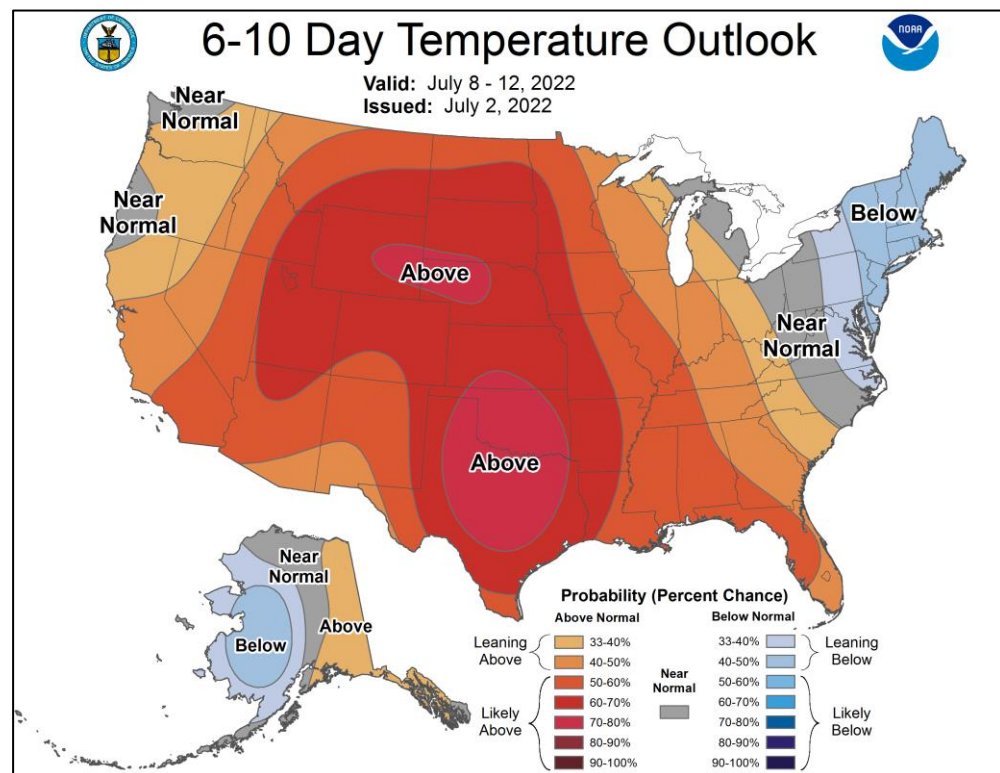 6-10 Day Temperature Outlook
NOAA
Valid: July 8 - 12, 2022
Issued: July 2, 2022
Near
Normal
Near
Normal
Below
Above
Near
Normal
Above
Near
Normal
Above
Below
Probability (Percent Chance)
Above Normal
Below Normal
Leaning
Above
33-40%
40-50%
Likely
Above
50-60%
60-70%
70-80%
80-90%
90-100%
Near
Normal
33-40%
40-50%
Leaning
Below
50-60%
60-70%
70-80%
80-90%
90-100%
Likely
Below